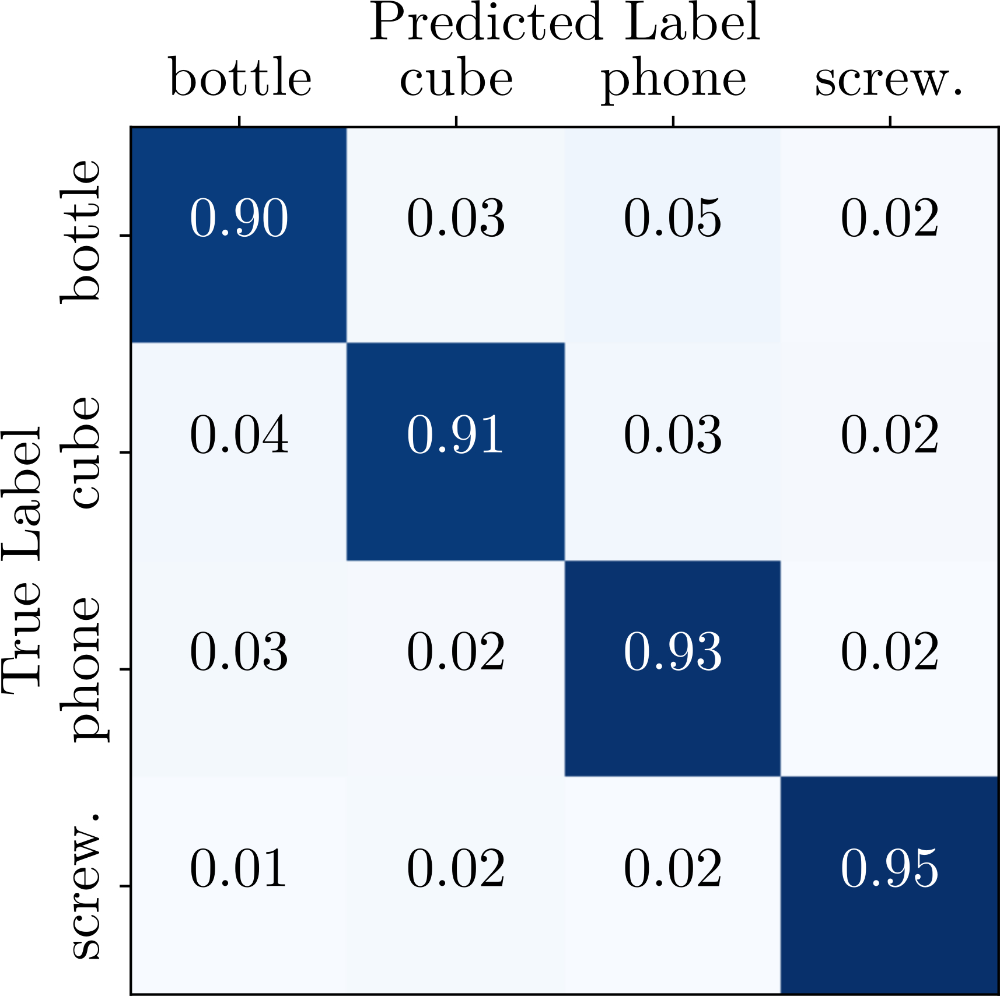 Predicted Label
bottle cube phone screw.
True Label
bottle 0.90 0.03 0.05 0.02
cube 0.04 0.91 0.03 0.02
phone 0.03 0.02 0.93 0.02
screw. 0.01 0.02 0.02 0.95